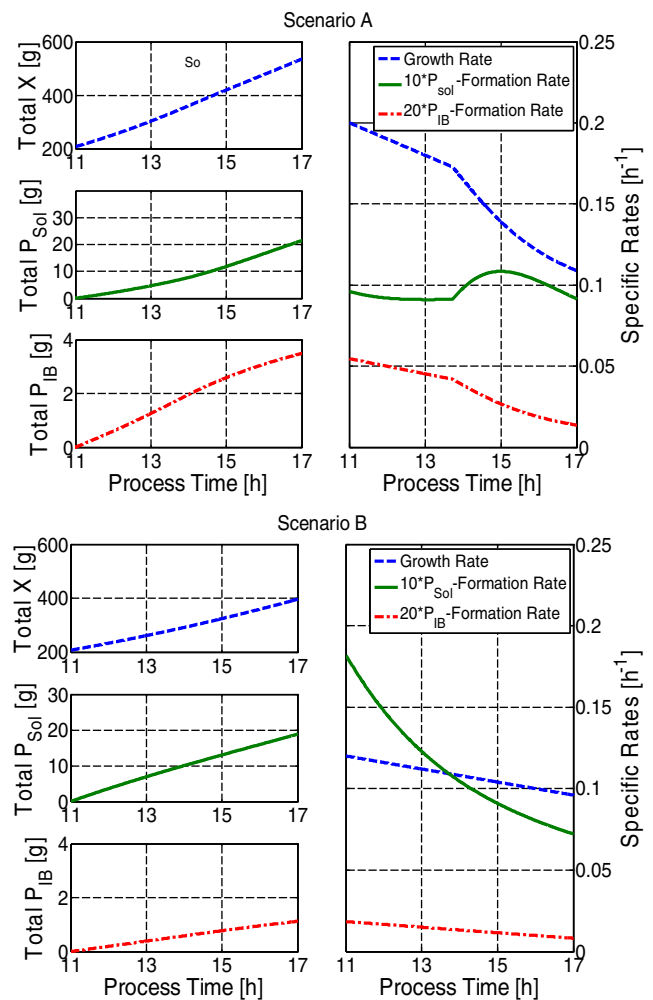 Scenario A
600
400
200
Total X [g]
So
11 13 15 17
30
20
10
0
Total P_Sol [g]
11 13 15 17
4
2
0
Total P_IB [g]
11 13 15 17
Process Time [h]
Growth Rate
10*P_sol-Formation Rate
20*P_IB-Formation Rate
0.25
0.2
0.15
0.1
0.05
0
Specific Rates [h^-1]
11 13 15 17
Process Time [h]
Scenario B
600
400
200
Total X [g]
11 13 15 17
30
20
10
0
Total P_Sol [g]
11 13 15 17
4
2
0
Total P_IB [g]
11 13 15 17
Process Time [h]
Growth Rate
10*P_Sol-Formation Rate
20*P_IB-Formation Rate
0.25
0.2
0.15
0.1
0.05
0
Specific Rates [h^-1]
11 13 15 17
Process Time [h]